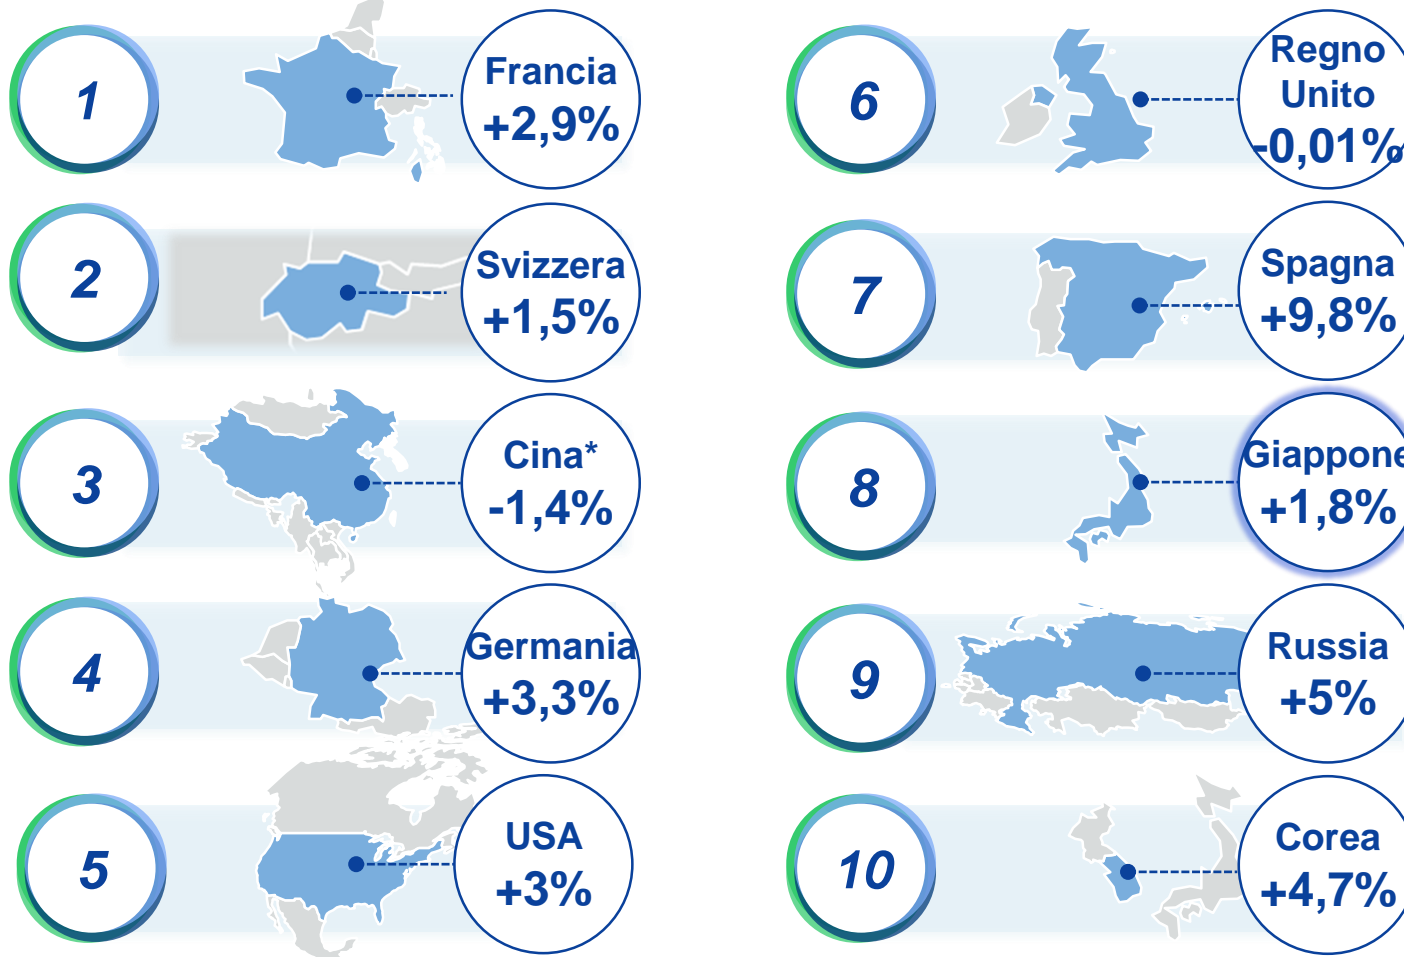 1
Francia
+2,9%
2
Svizzera
+1,5%
3
Cina*
-1,4%
4
Germania
+3,3%
5
USA
+3%
6
Regno
Unito
-0,01%
7
Spagna
+9,8%
8
Giappone
+1,8%
9
Russia
+5%
10
Corea
+4,7%